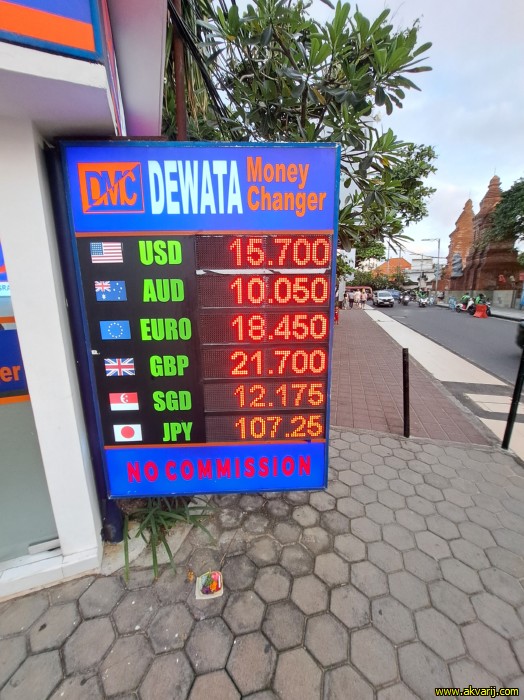 DMC DEWATA Money Changer
USD 15.700
AUD 10.050
EURO 18.450
GBP 21.700
SGD 12.175
JPY 107.25
NO COMMISSION
er
www.akvarij.com